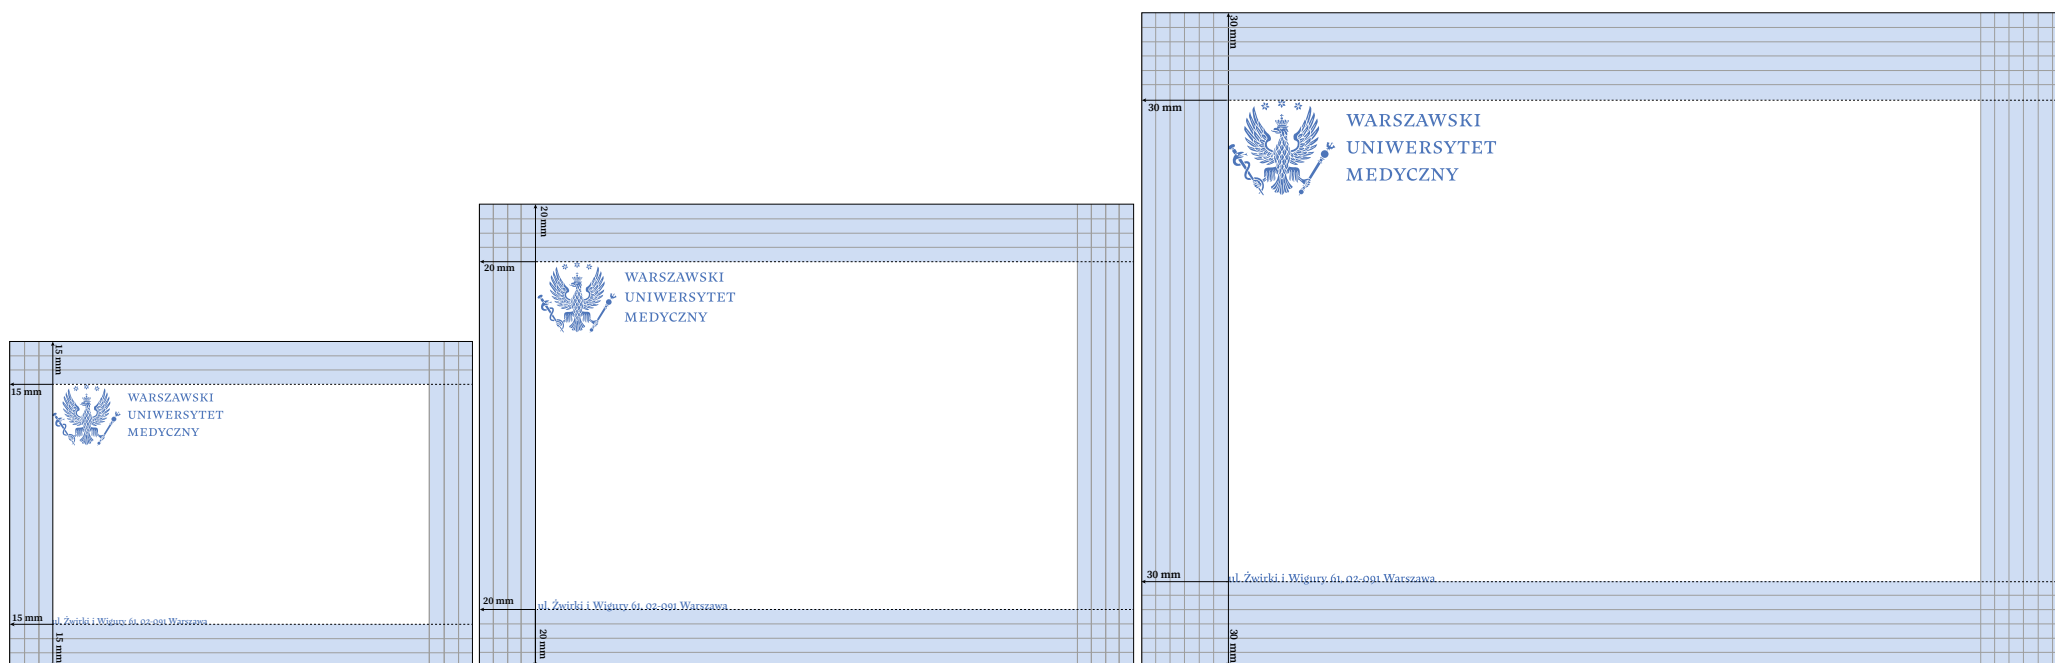 15 mm
15 mm
WARSZAWSKI
UNIWERSYTET
MEDYCZNY
15 mm
ul. Żwirki i Wigury 61, 02-091 Warszawa
15 mm
20 mm
20 mm
WARSZAWSKI
UNIWERSYTET
MEDYCZNY
20 mm
ul. Żwirki i Wigury 61, 02-091 Warszawa
20 mm
30 mm
30 mm
WARSZAWSKI
UNIWERSYTET
MEDYCZNY
30 mm
ul. Żwirki i Wigury 61, 02-091 Warszawa
30 mm